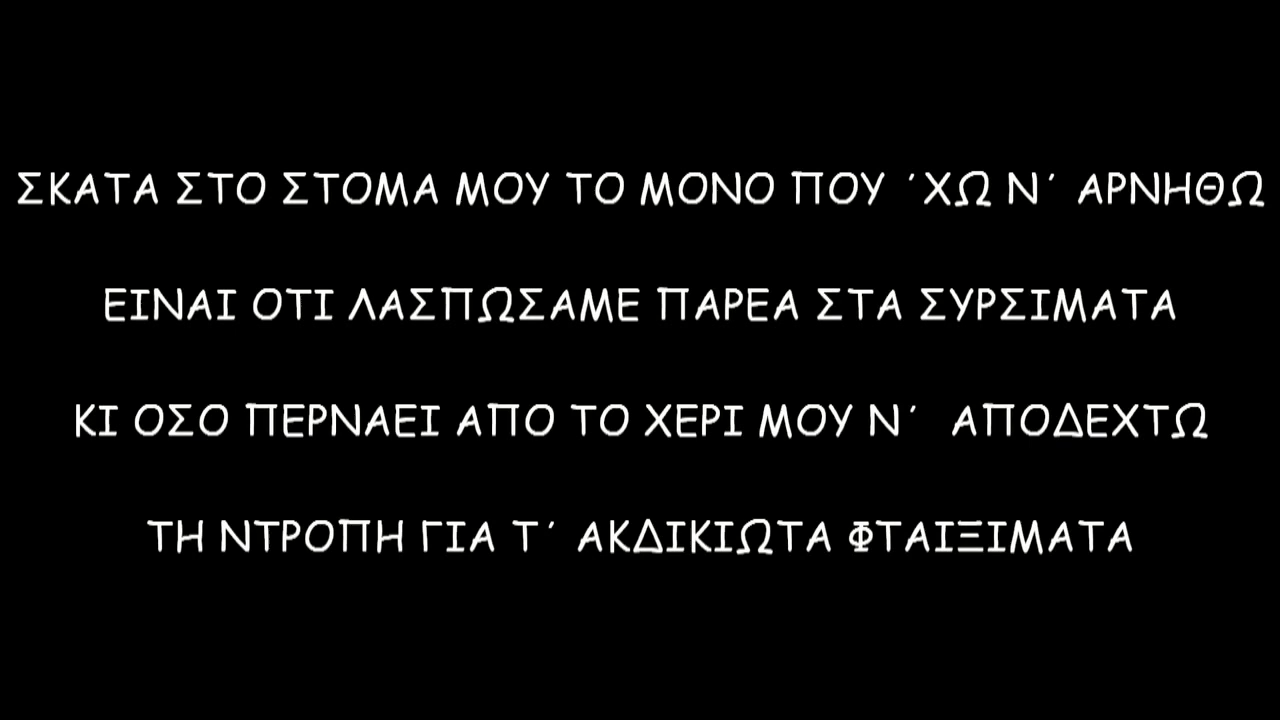 ΣΚΑΤΑ ΣΤΟ ΣΤΟΜΑ ΜΟΥ ΤΟ ΜΟΝΟ ΠΟΥ ΄ΧΩ Ν΄ ΑΡΝΗΘΩ
ΕΙΝΑΙ ΟΤΙ ΛΑΣΠΩΣΑΜΕ ΠΑΡΕΑ ΣΤΑ ΣΥΡΣΙΜΑΤΑ
ΚΙ ΟΣΟ ΠΕΡΝΑΕΙ ΑΠΟ ΤΟ ΧΕΡΙ ΜΟΥ Ν΄ ΑΠΟΔΕΧΤΩ
ΤΗ ΝΤΡΟΠΗ ΓΙΑ Τ΄ ΑΚΔΙΚΙΩΤΑ ΦΤΑΙΞΙΜΑΤΑ